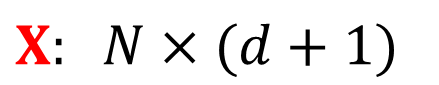 X: N × (d + 1)